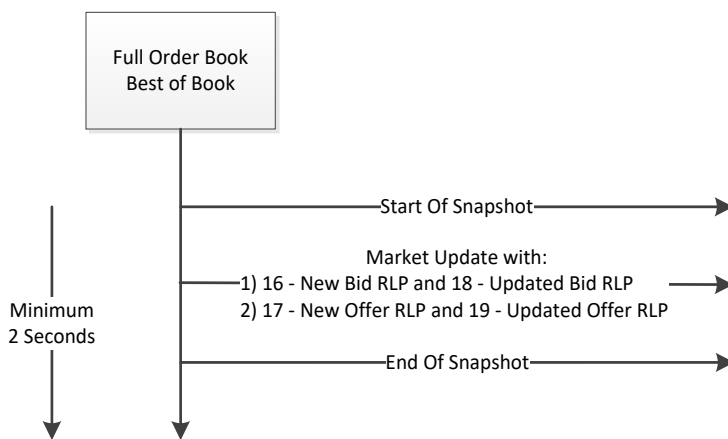 Full Order Book
Best of Book
Start Of Snapshot
Market Update with:
1) 16 - New Bid RLP and 18 - Updated Bid RLP
2) 17 - New Offer RLP and 19 - Updated Offer RLP
Minimum
2 Seconds
End Of Snapshot